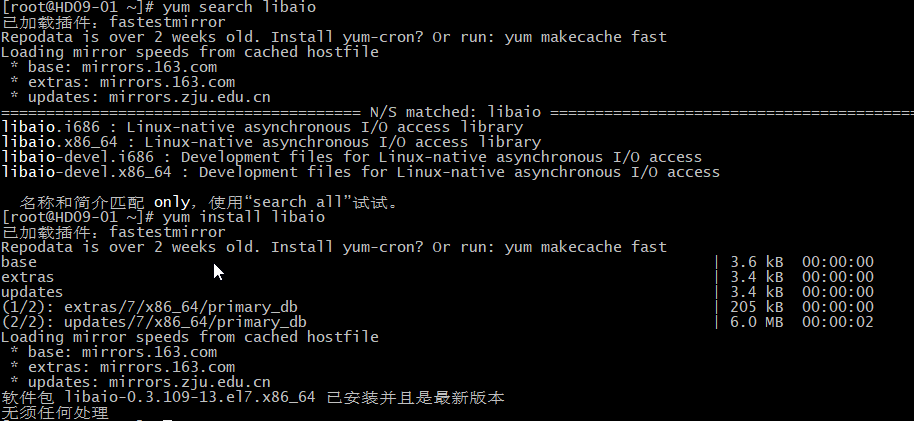 [root@HD09-01 ~]# yum search libaio
已加载插件：fastestmirror
Repodata is over 2 weeks old. Install yum-cron? Or run: yum makecache fast
Loading mirror speeds from cached hostfile
 * base: mirrors.163.com
 * extras: mirrors.163.com
 * updates: mirrors.zju.edu.cn
======================================== N/S matched: libaio ========================================
libaio.i686 : Linux-native asynchronous I/O access library
libaio.x86_64 : Linux-native asynchronous I/O access library
libaio-devel.i686 : Development files for Linux-native asynchronous I/O access
libaio-devel.x86_64 : Development files for Linux-native asynchronous I/O access
  名称和简介匹配 only，使用“search all”试试。
[root@HD09-01 ~]# yum install libaio
已加载插件：fastestmirror
Repodata is over 2 weeks old. Install yum-cron? Or run: yum makecache fast
base | 3.6 kB 00:00:00
extras | 3.4 kB 00:00:00
updates | 3.4 kB 00:00:00
(1/2): extras/7/x86_64/primary_db | 205 kB 00:00:00
(2/2): updates/7/x86_64/primary_db | 6.0 MB 00:00:02
Loading mirror speeds from cached hostfile
 * base: mirrors.163.com
 * extras: mirrors.163.com
 * updates: mirrors.zju.edu.cn
软件包 libaio-0.3.109-13.el7.x86_64 已安装并且是最新版本
无须任何处理